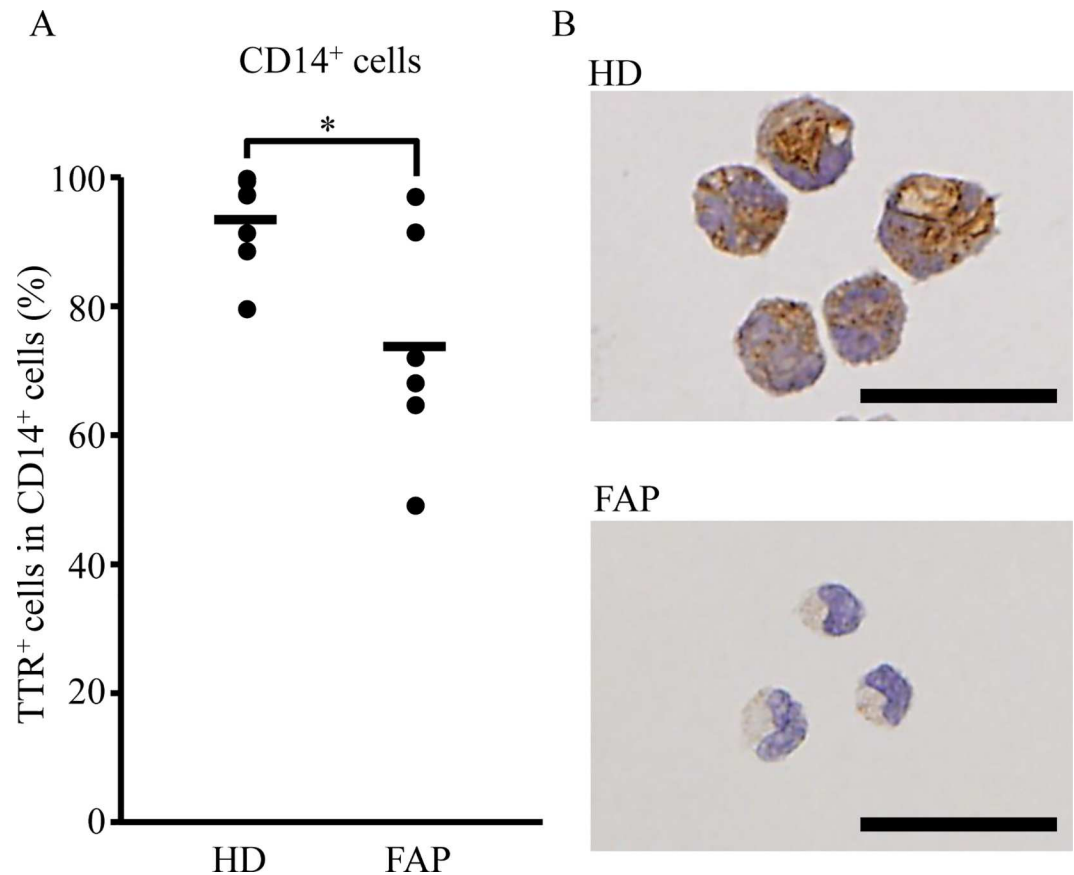 A
CD14⁺ cells
*
TTR⁺ cells in CD14⁺ cells (%)
100
80
60
40
20
0
HD
FAP
B
HD
FAP